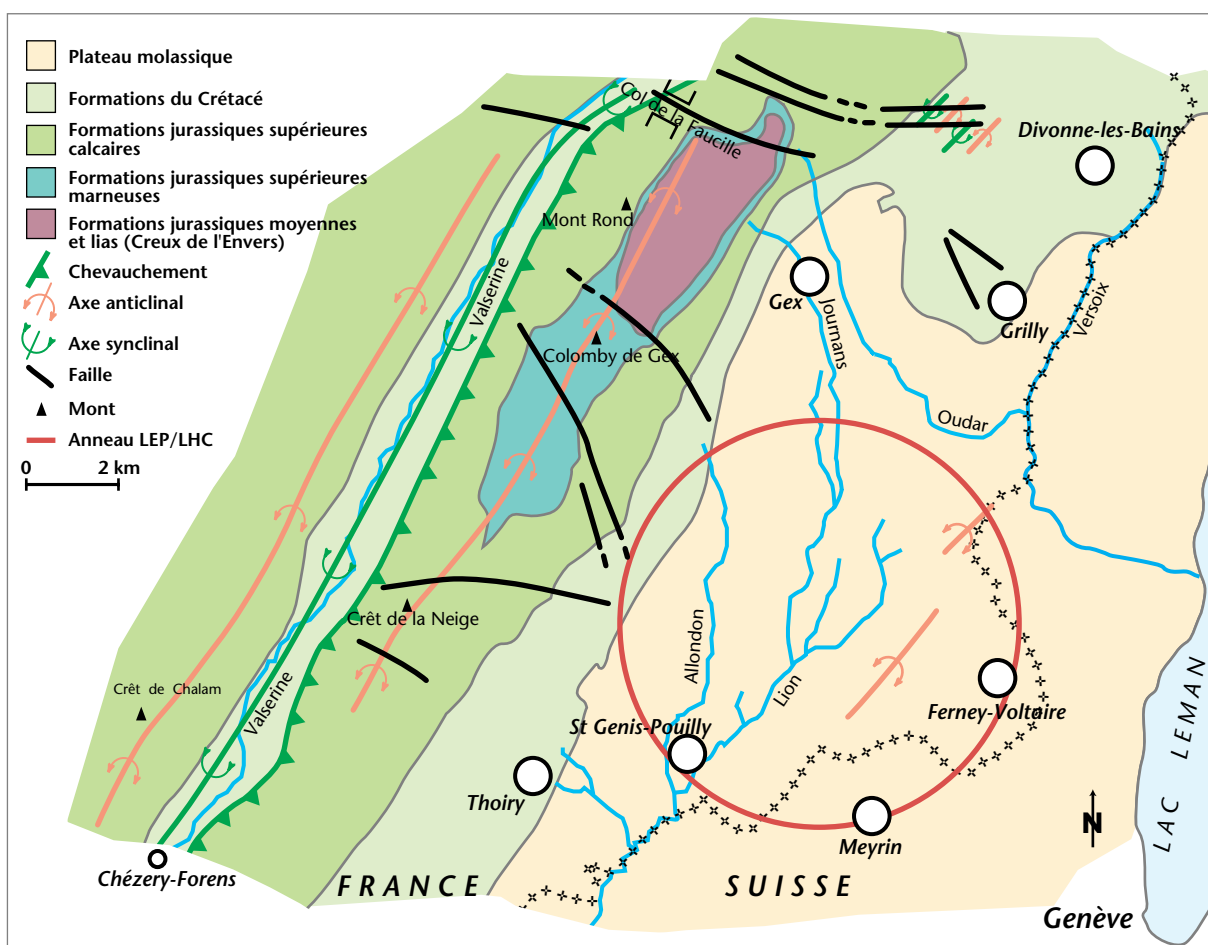 Plateau molassique
Formations du Crétacé
Formations jurassiques supérieures
calcaires
Formations jurassiques supérieures
marneuses
Formations jurassiques moyennes
et lias (Creux de l'Envers)
Chevauchement
Axe anticlinal
Axe synclinal
Faille
Mont
Anneau LEP/LHC
0 2 km
Col de la Faucille
Divonne-les-Bains
Mont Rond
Valserine
Gex
Journans
Grilly
Versoix
Colomby de Gex
Oudar
Crêt de la Neige
Allondon
Lion
Crêt de Chalam
Valserine
St Genis-Pouilly
Ferney-Voltaire
Thoiry
Meyrin
N
LAC LEMAN
Chézery-Forens
FRANCE
SUISSE
Genève